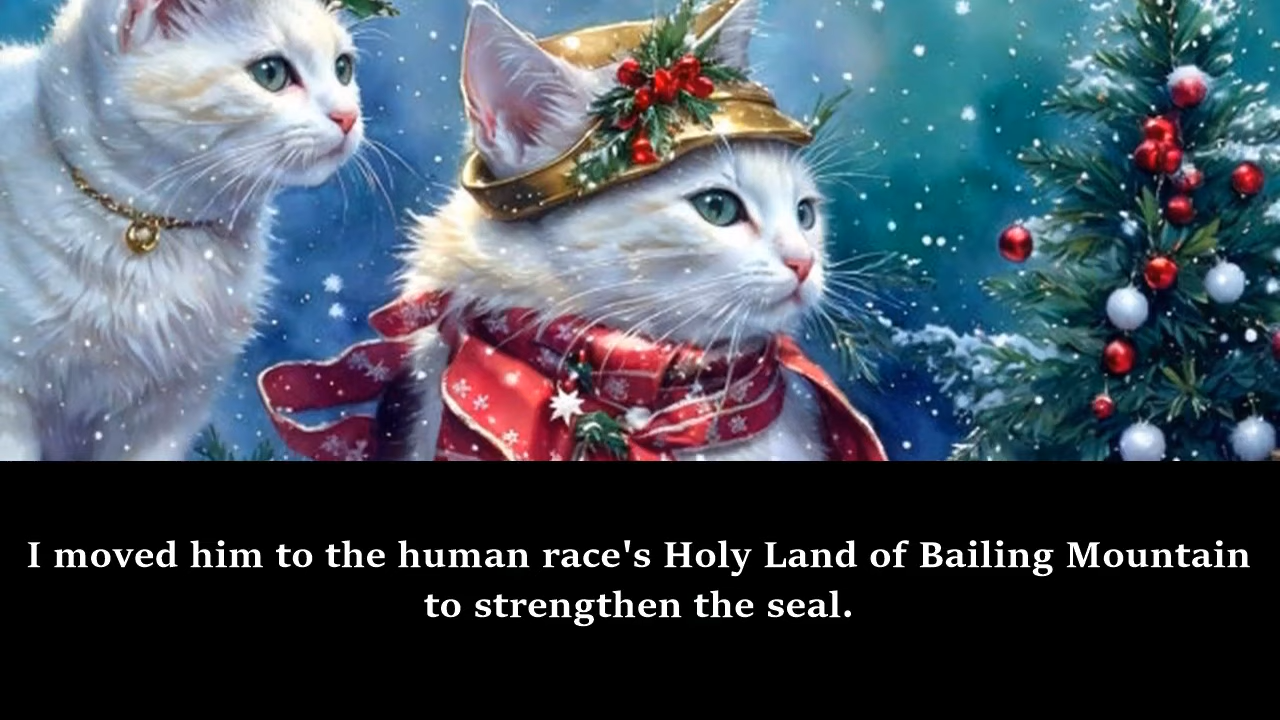 I moved him to the human race's Holy Land of Bailing Mountain
to strengthen the seal.